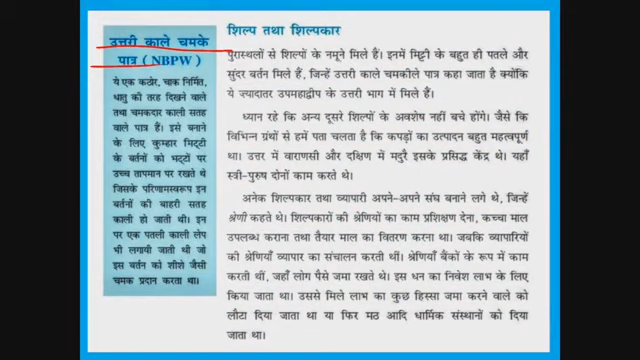 उत्तरी काले चमके
पात्र (NBPW)
ये एक कठोर, चाक निर्मित,
धातु की तरह दिखने वाले
तथा चमकदार काली सतह
वाले पात्र हैं। इसे बनाने
के लिए कुम्हार मिट्टी
के बर्तनों को भट्टों पर
उच्च तापमान पर रखते थे
जिसके परिणामस्वरूप इन
बर्तनों की बाहरी सतह
काली हो जाती थी। इन
पर एक पतली काली लेप
भी लगायी जाती थी जो
इस बर्तन को शीशे जैसी
चमक प्रदान करता था।
शिल्प तथा शिल्पकार
पुरास्थलों से शिल्पों के नमूने मिले हैं। इनमें मिट्टी के बहुत ही पतले और
सुंदर बर्तन मिले हैं, जिन्हें उत्तरी काले चमकीले पात्र कहा जाता है क्योंकि
ये ज्यादातर उपमहाद्वीप के उत्तरी भाग में मिले हैं।
ध्यान रहे कि अन्य दूसरे शिल्पों के अवशेष नहीं बचे होंगे। जैसे कि
विभिन्न ग्रंथों से हमें पता चलता है कि कपड़ों का उत्पादन बहुत महत्वपूर्ण
था। उत्तर में वाराणसी और दक्षिण में मदुरै इसके प्रसिद्ध केंद्र थे। यहाँ
स्त्री-पुरुष दोनों काम करते थे।
अनेक शिल्पकार तथा व्यापारी अपने-अपने संघ बनाने लगे थे, जिन्हें
श्रेणी कहते थे। शिल्पकारों की श्रेणियों का काम प्रशिक्षण देना, कच्चा माल
उपलब्ध कराना तथा तैयार माल का वितरण करना था। जबकि व्यापारियों
की श्रेणियाँ व्यापार का संचालन करती थीं। श्रेणियाँ बैंकों के रूप में काम
करती थीं, जहाँ लोग पैसे जमा रखते थे। इस धन का निवेश लाभ के लिए
किया जाता था। उससे मिले लाभ का कुछ हिस्सा जमा करने वाले को
लौटा दिया जाता था या फिर मठ आदि धार्मिक संस्थानों को दिया
जाता था।